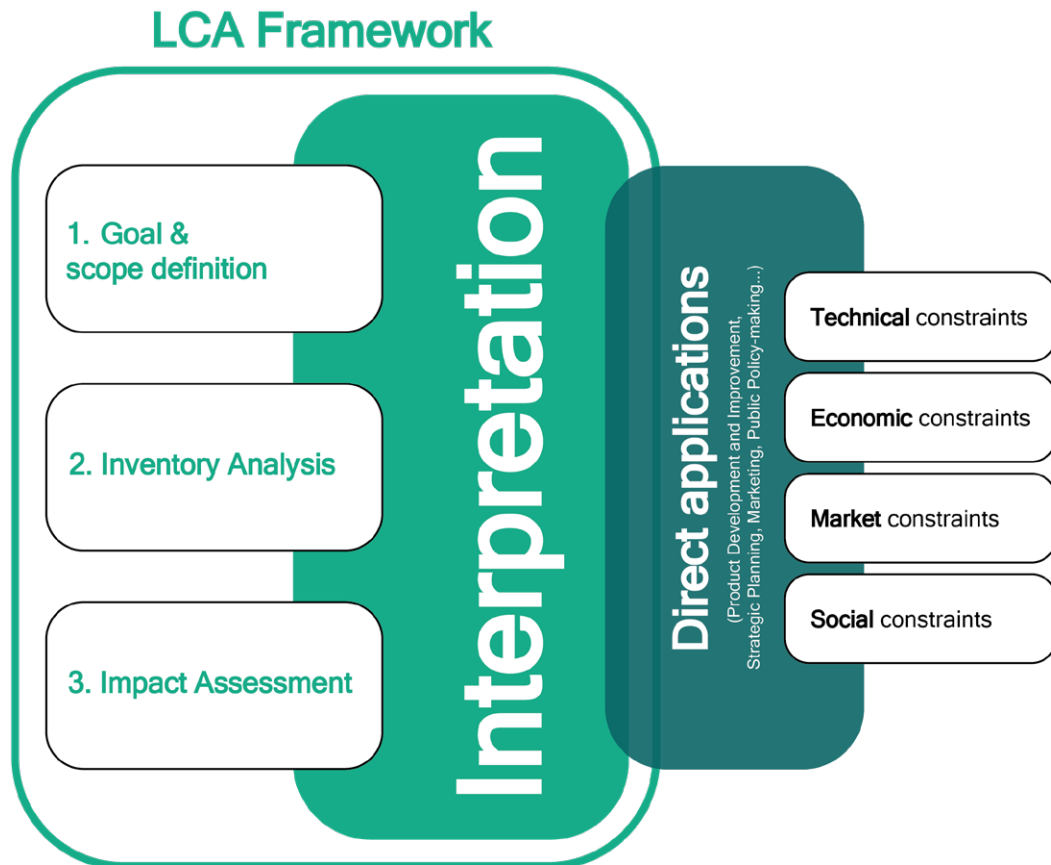 LCA Framework
1. Goal &
scope definition
2. Inventory Analysis
3. Impact Assessment
Interpretation
Direct applications
(Product Development and Improvement,
Strategic Planning, Marketing, Public Policy-making...)
Technical constraints
Economic constraints
Market constraints
Social constraints